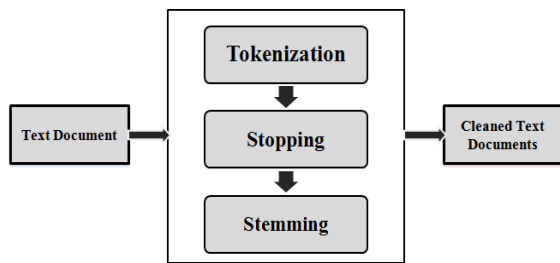 Text Document
Tokenization
Stopping
Stemming
Cleaned Text
Documents